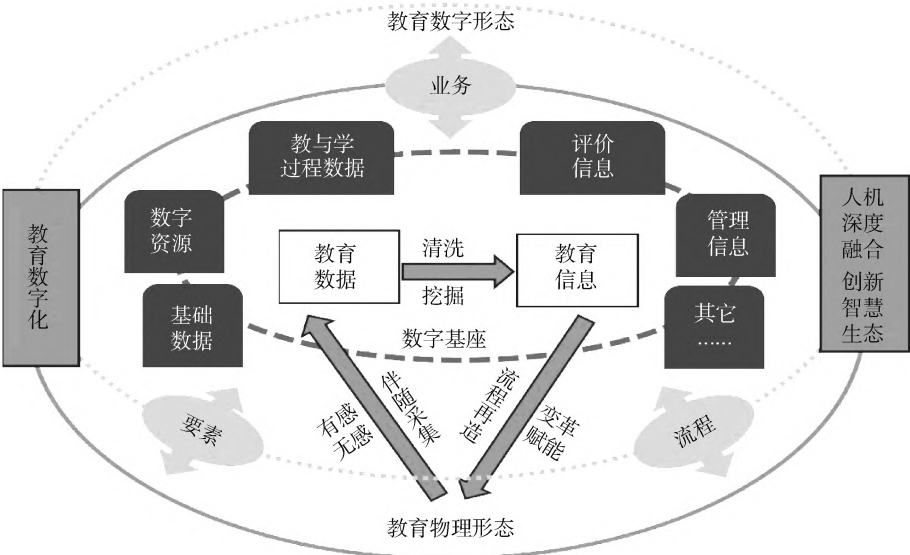 教育数字形态
业务
教与学
过程数据
评价
信息
数字
资源
管理
信息
教育数字化
人机
深度
融合
创新
智慧
生态
教育
数据
清洗
挖掘
教育
信息
基础
数据
数字基座
其它
……
有感
无感
伴随采集
流程再造
变革
赋能
要素
流程
教育物理形态